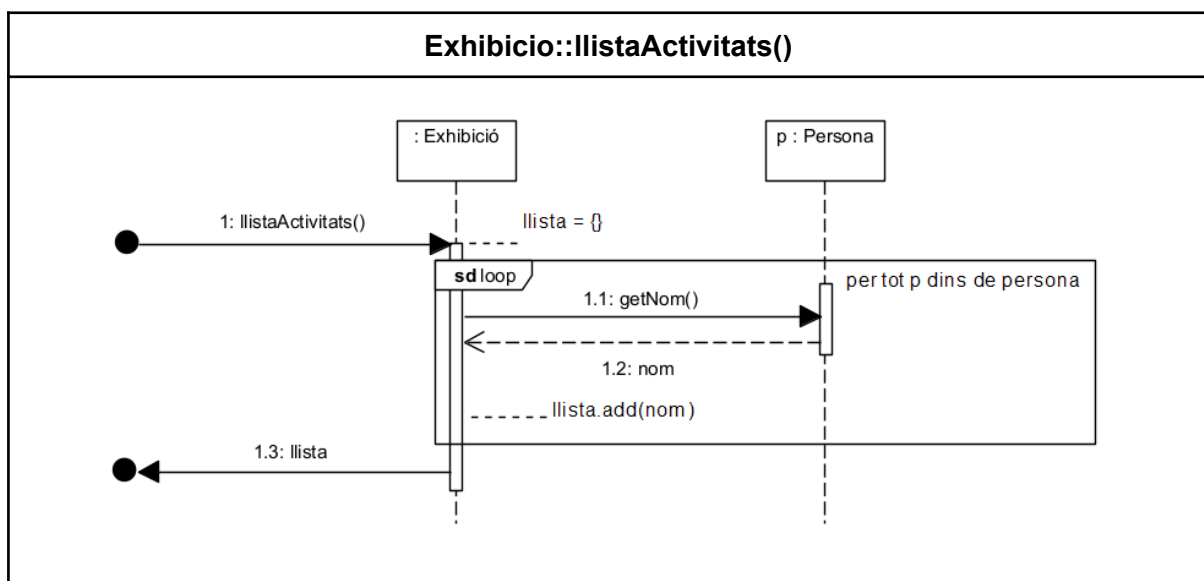 Exhibicio::llistaActivitats()
: Exhibició
p : Persona
1: llistaActivitats()
llista = {}
sd loop
per tot p dins de persona
1.1: getNom()
1.2: nom
llista.add(nom)
1.3: llista